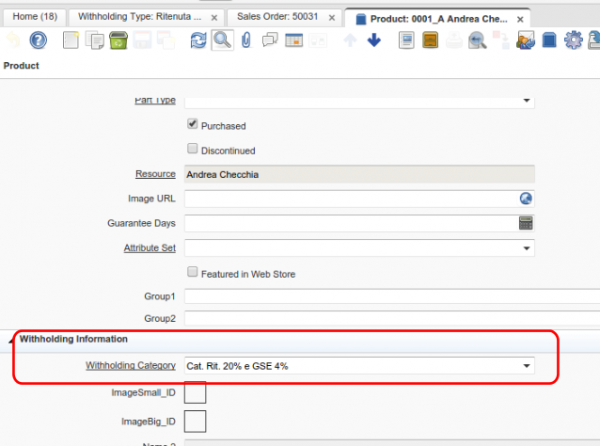 Home (18) Withholding Type: Ritenuta ... x Sales Order: 50031 x Product: 0001_A Andrea Che... x
Product
Part Type
Purchased
Discontinued
Resource Andrea Checchia
Image URL
Guarantee Days
Attribute Set
Featured in Web Store
Group1
Group2
Withholding Information
Withholding Category Cat. Rit. 20% e GSE 4%
ImageSmall_ID
ImageBig_ID